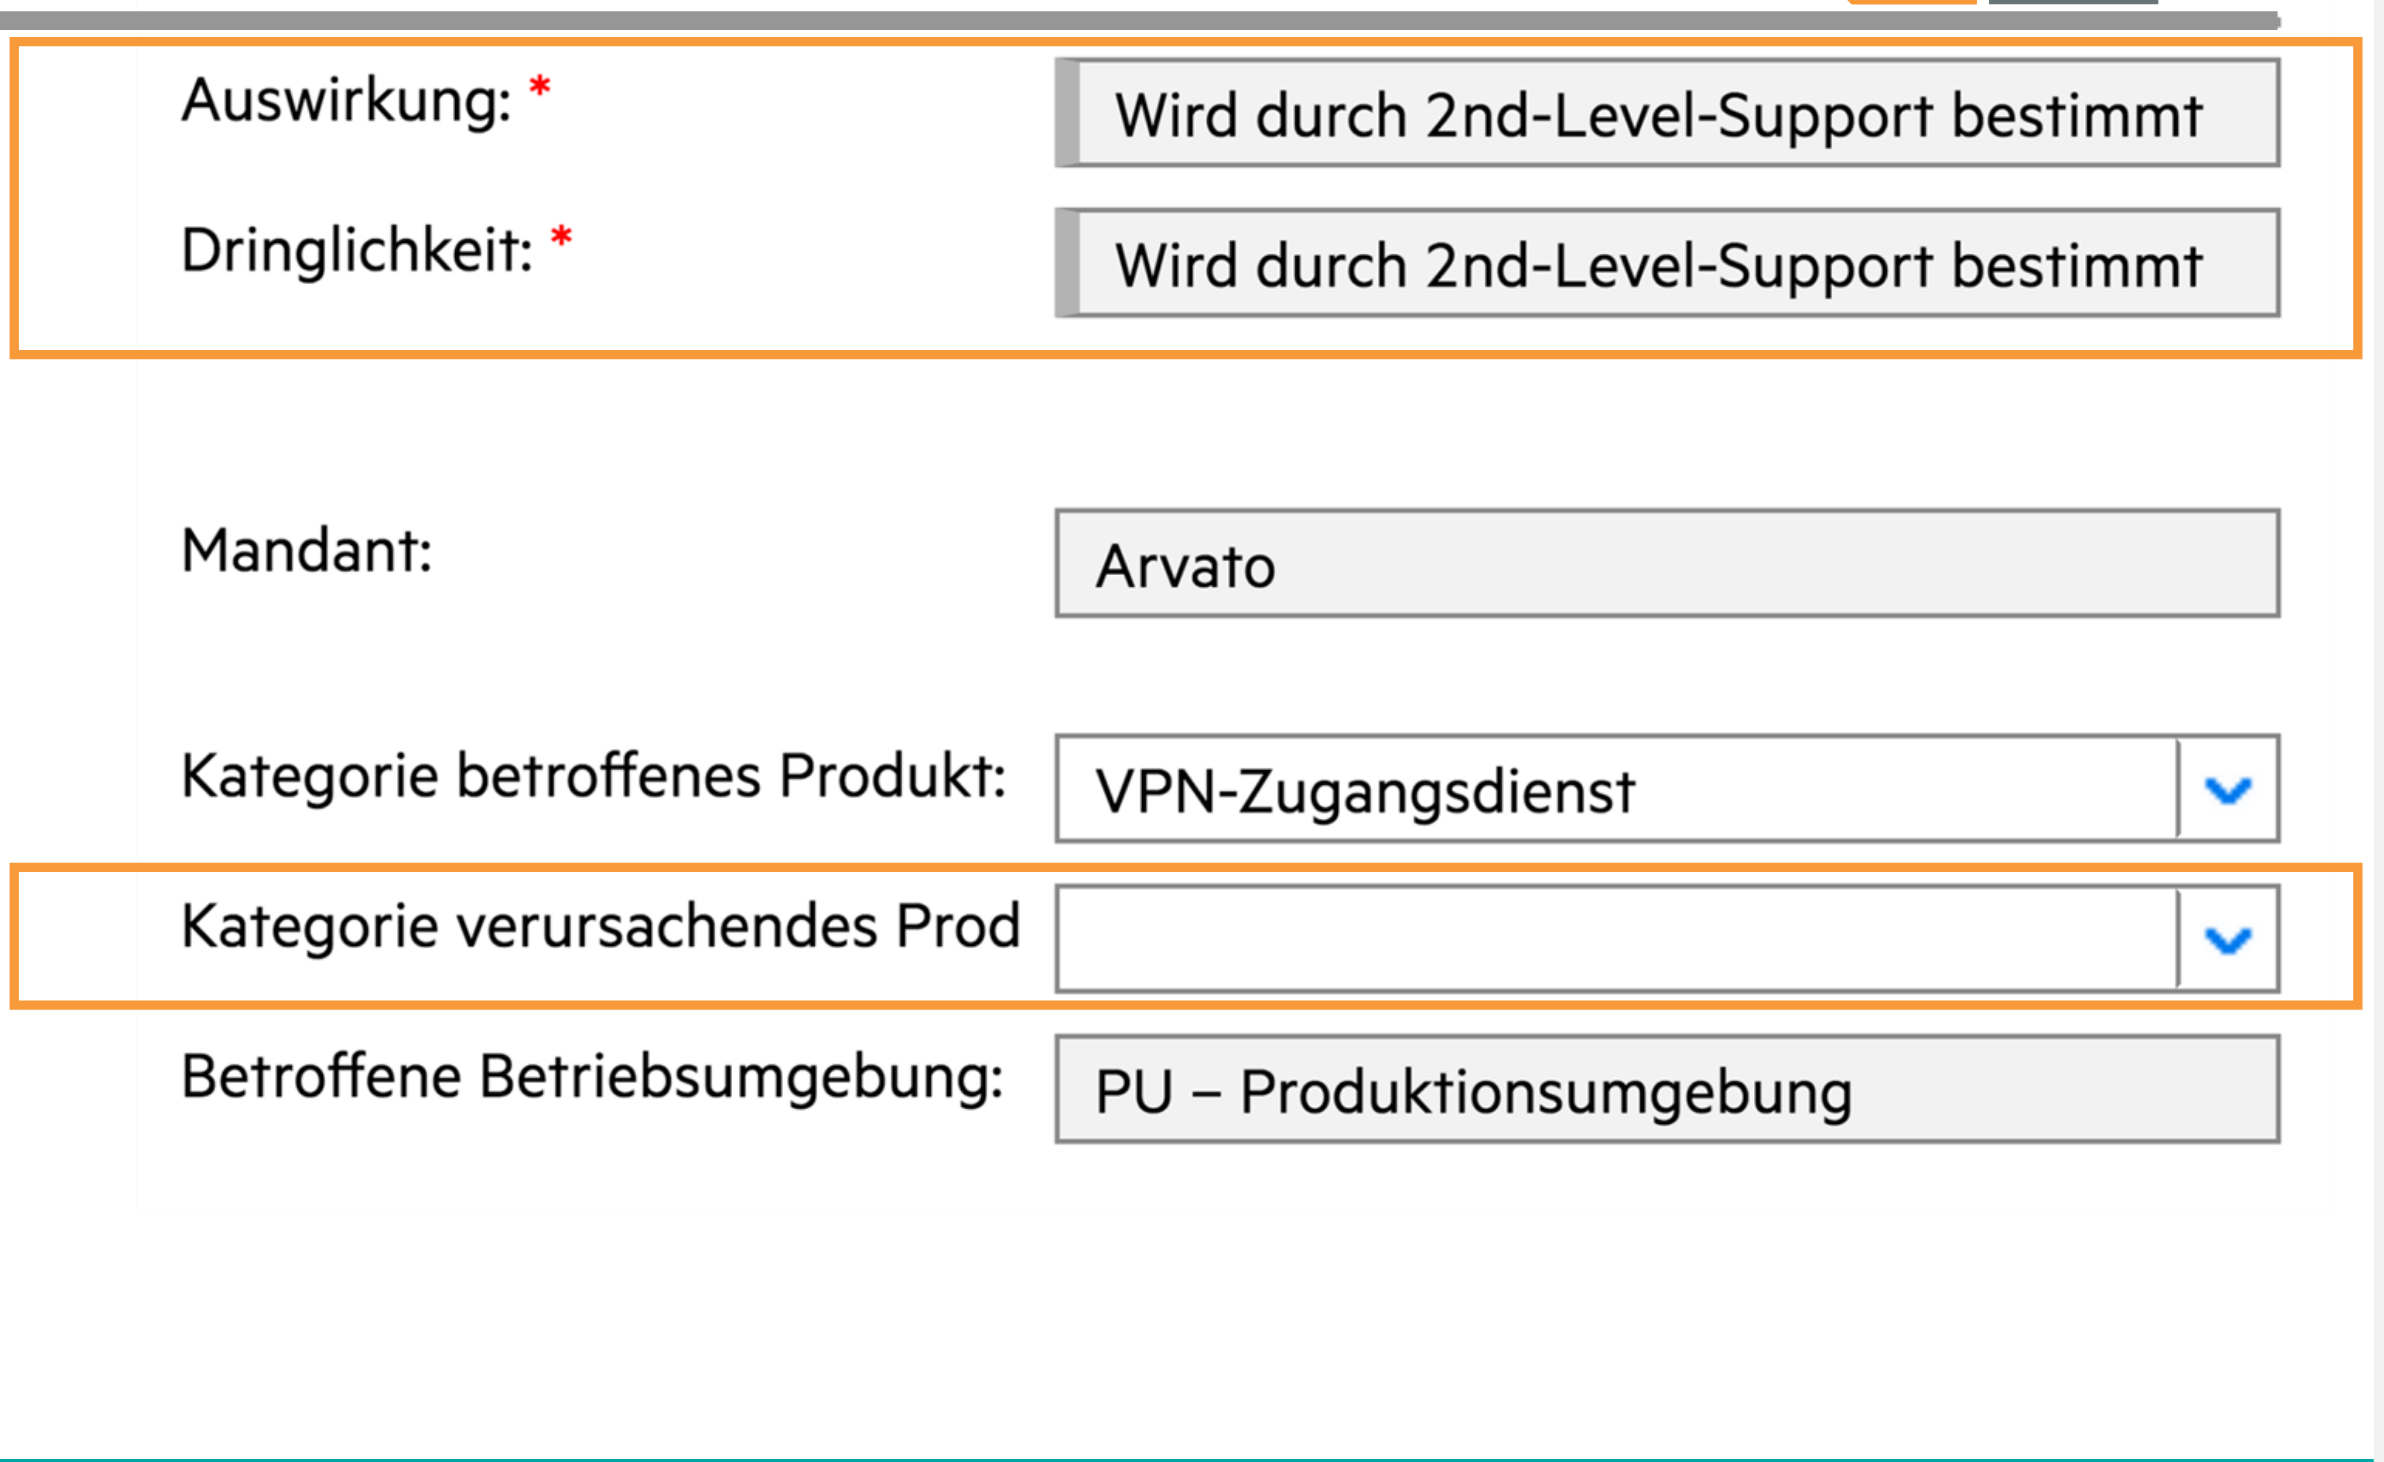 Auswirkung: *
Wird durch 2nd-Level-Support bestimmt
Dringlichkeit: *
Wird durch 2nd-Level-Support bestimmt
Mandant:
Arvato
Kategorie betroffenes Produkt:
VPN-Zugangsdienst
Kategorie verursachendes Prod
Betroffene Betriebsumgebung:
PU – Produktionsumgebung